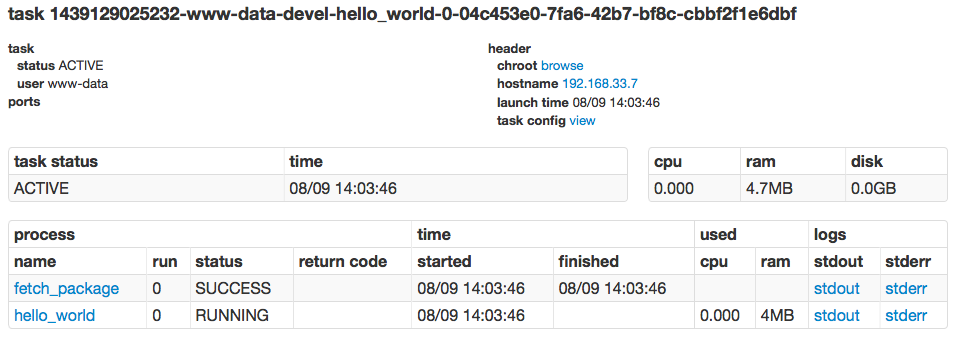 task 1439129025232-www-data-devel-hello_world-0-04c453e0-7fa6-42b7-bf8c-cbbf2f1e6dbf
task
status ACTIVE
user www-data
ports
header
chroot browse
hostname 192.168.33.7
launch time 08/09 14:03:46
task config view
task status time
ACTIVE 08/09 14:03:46
cpu ram disk
0.000 4.7MB 0.0GB
process time used logs
name run status return code started finished cpu ram stdout stderr
fetch_package 0 SUCCESS 08/09 14:03:46 08/09 14:03:46 stdout stderr
hello_world 0 RUNNING 08/09 14:03:46 0.000 4MB stdout stderr